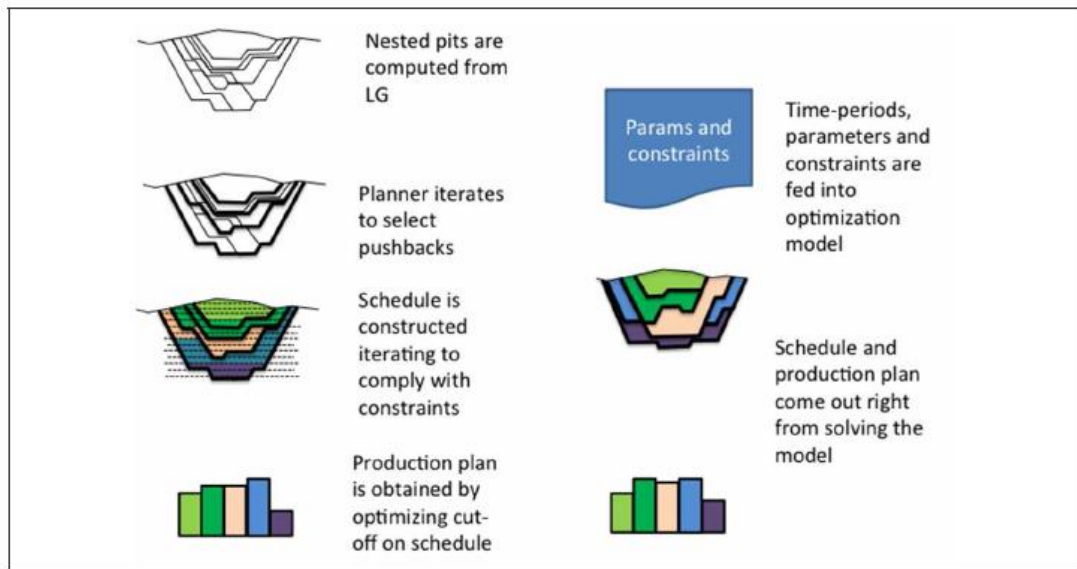 Nested pits are
computed from
LG
Planner iterates
to select
pushbacks
Schedule is
constructed
iterating to
comply with
constraints
Production plan
is obtained by
optimizing cut-
off on schedule
Params and
constraints
Time-periods,
parameters and
constraints are
fed into
optimization
model
Schedule and
production plan
come out right
from solving the
model